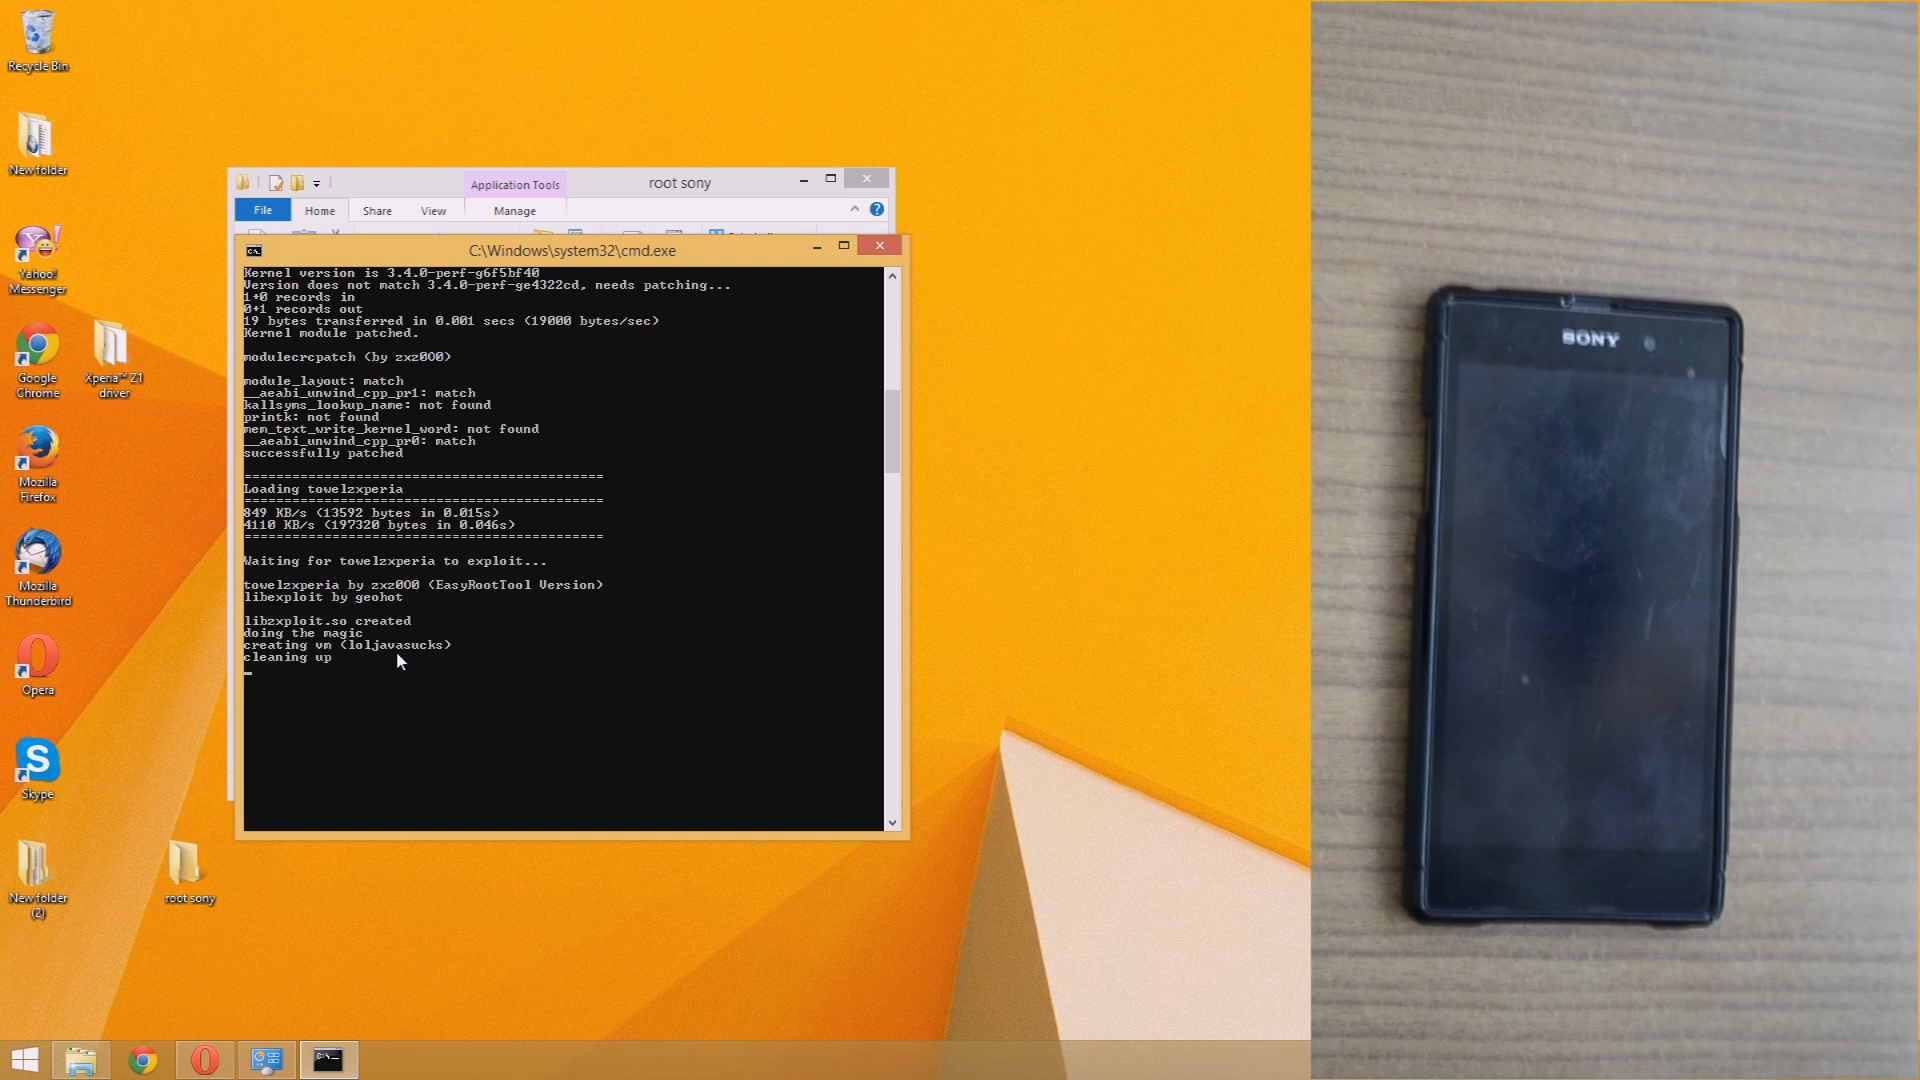 Recycle Bin
New folder
Yahoo!
Messenger
Google
Chrome
Xperia™ Z1
driver
Mozilla
Firefox
Mozilla
Thunderbird
Opera
Skype
New folder
(2)
root sony
Application Tools
root sony
File
Home
Share
View
Manage
C:\Windows\system32\cmd.exe
Kernel version is 3.4.0-perf-g6f5bf40
Version does not match 3.4.0-perf-ge4322cd, needs patching...
1+0 records in
0+1 records out
19 bytes transferred in 0.001 secs (19000 bytes/sec)
Kernel module patched.
modulecrcpatch (by zxz0O0)
module_layout: match
__aeabi_unwind_cpp_pr1: match
kallsyms_lookup_name: not found
printk: not found
mem_text_write_kernel_word: not found
__aeabi_unwind_cpp_pr0: match
successfully patched
=============================================
Loading towelzxperia
=============================================
849 KB/s (13592 bytes in 0.015s)
4110 KB/s (197320 bytes in 0.046s)
=============================================
Waiting for towelzxperia to exploit...
towelzxperia by zxz0O0 (EasyRootTool Version)
libexploit by geohot
libzxploit.so created
doing the magic
creating vm (loljavasucks)
cleaning up
SONY